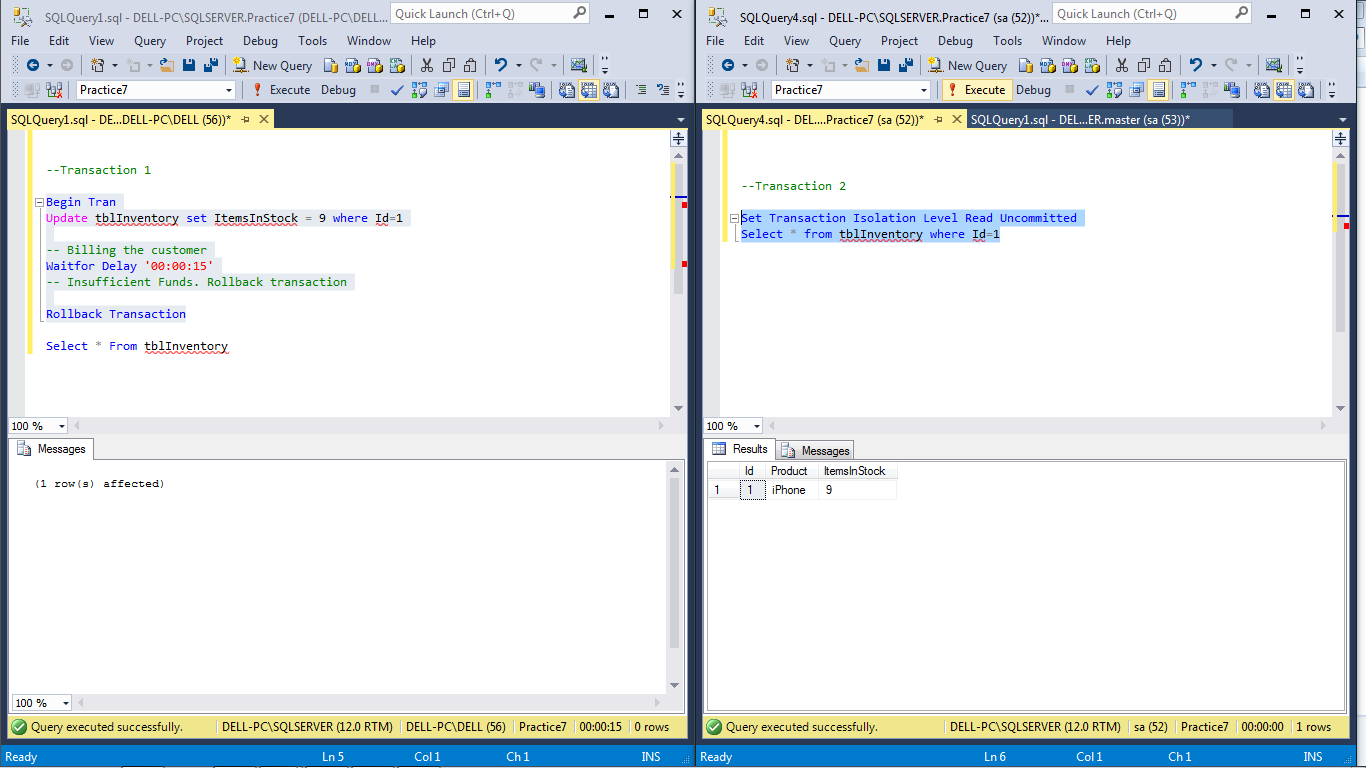 SQLQuery1.sql - DELL-PC\SQLSERVER.Practice7 (DELL-PC\DELL...
Quick Launch (Ctrl+Q)
File Edit View Query Project Debug Tools Window Help
New Query
Practice7 Execute Debug
SQLQuery1.sql - DE...DELL-PC\DELL (56))*
--Transaction 1
Begin Tran
Update tblInventory set ItemsInStock = 9 where Id=1
-- Billing the customer
Waitfor Delay '00:00:15'
-- Insufficient Funds. Rollback transaction
Rollback Transaction
Select * From tblInventory
100 %
Messages
(1 row(s) affected)
100 %
Query executed successfully. DELL-PC\SQLSERVER (12.0 RTM) DELL-PC\DELL (56) Practice7 00:00:15 0 rows
Ready Ln 5 Col 1 Ch 1 INS
SQLQuery4.sql - DELL-PC\SQLSERVER.Practice7 (sa (52))*...
Quick Launch (Ctrl+Q)
File Edit View Query Project Debug Tools Window Help
New Query
Practice7 Execute Debug
SQLQuery4.sql - DEL....Practice7 (sa (52))* SQLQuery1.sql - DEL...ER.master (sa (53))*
--Transaction 2
Set Transaction Isolation Level Read Uncommitted
Select * from tblInventory where Id=1
100 %
Results Messages
Id Product ItemsInStock
1 1 iPhone 9
Query executed successfully. DELL-PC\SQLSERVER (12.0 RTM) sa (52) Practice7 00:00:00 1 rows
Ready Ln 6 Col 1 Ch 1 INS